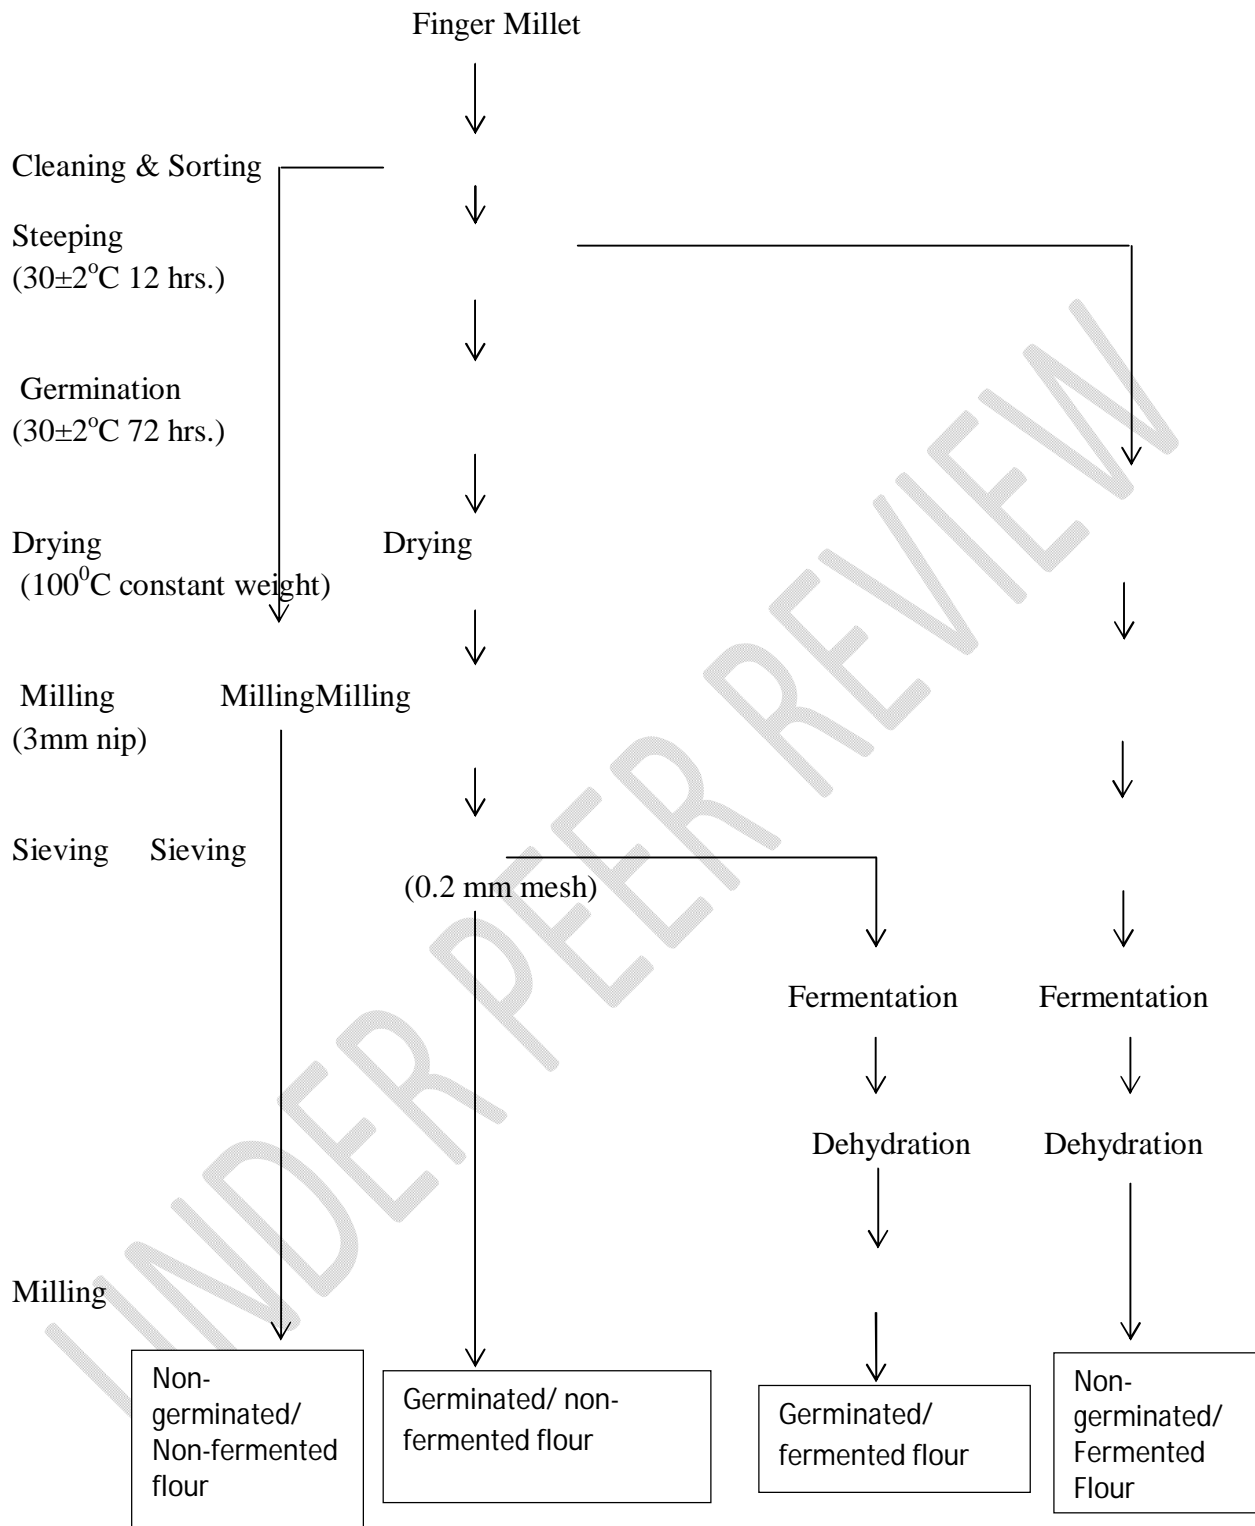 Finger Millet
Cleaning & Sorting
Steeping
(30±2°C 12 hrs.)
Germination
(30±2°C 72 hrs.)
Drying Drying
(100⁰C constant weight)
Milling MillingMilling
(3mm nip)
Sieving Sieving
(0.2 mm mesh)
Fermentation Fermentation
Dehydration Dehydration
Milling
Non-
germinated/
Non-fermented
flour
Germinated/ non-
fermented flour
Germinated/
fermented flour
Non-
germinated/
Fermented
Flour
UNDER PEER REVIEW